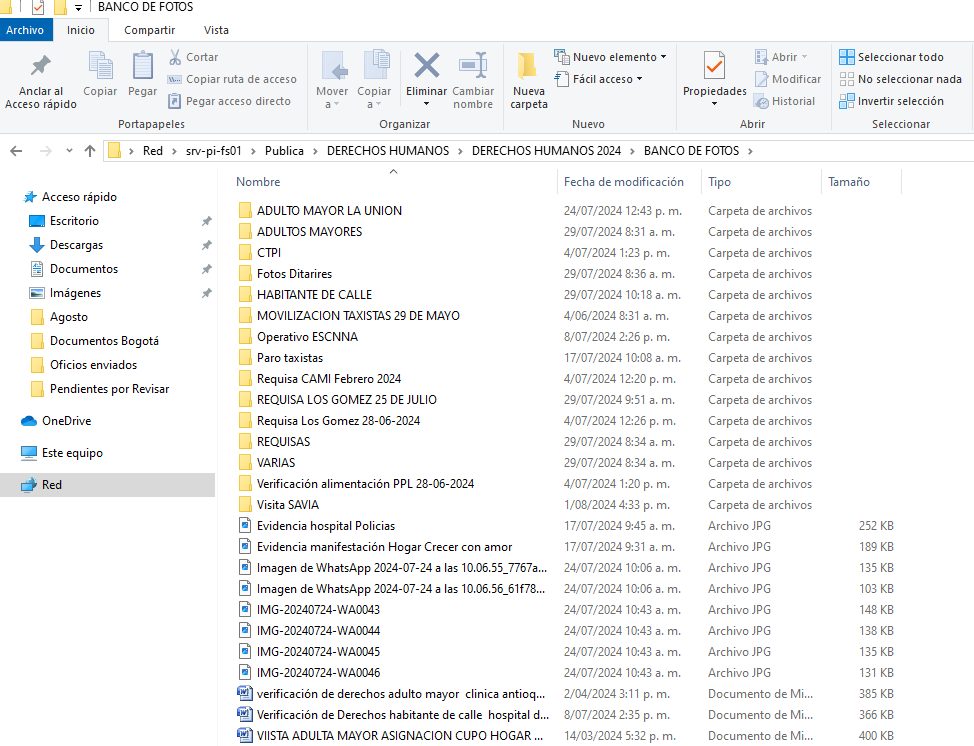 BANCO DE FOTOS
Archivo Inicio Compartir Vista
Anclar al Acceso rápido
Copiar
Pegar
Cortar
Copiar ruta de acceso
Pegar acceso directo
Portapapeles
Mover a
Copiar a
Eliminar
Cambiar nombre
Organizar
Nueva carpeta
Nuevo elemento
Fácil acceso
Nuevo
Propiedades
Abrir
Modificar
Historial
Abrir
Seleccionar todo
No seleccionar nada
Invertir selección
Seleccionar
Red > srv-pi-fs01 > Publica > DERECHOS HUMANOS > DERECHOS HUMANOS 2024 > BANCO DE FOTOS >
Acceso rápido
Escritorio
Descargas
Documentos
Imágenes
Agosto
Documentos Bogotá
Oficios enviados
Pendientes por Revisar
OneDrive
Este equipo
Red
Nombre Fecha de modificación Tipo Tamaño
ADULTO MAYOR LA UNION 24/07/2024 12:43 p. m. Carpeta de archivos
ADULTOS MAYORES 29/07/2024 8:31 a. m. Carpeta de archivos
CTPI 4/07/2024 1:23 p. m. Carpeta de archivos
Fotos Ditarires 29/07/2024 8:36 a. m. Carpeta de archivos
HABITANTE DE CALLE 29/07/2024 10:18 a. m. Carpeta de archivos
MOVILIZACION TAXISTAS 29 DE MAYO 4/06/2024 8:31 a. m. Carpeta de archivos
Operativo ESCNNA 8/07/2024 2:26 p. m. Carpeta de archivos
Paro taxistas 17/07/2024 10:08 a. m. Carpeta de archivos
Requisa CAMI Febrero 2024 4/07/2024 12:20 p. m. Carpeta de archivos
REQUISA LOS GOMEZ 25 DE JULIO 29/07/2024 9:51 a. m. Carpeta de archivos
Requisa Los Gomez 28-06-2024 4/07/2024 12:26 p. m. Carpeta de archivos
REQUISAS 29/07/2024 8:34 a. m. Carpeta de archivos
VARIAS 29/07/2024 8:34 a. m. Carpeta de archivos
Verificación alimentación PPL 28-06-2024 4/07/2024 1:20 p. m. Carpeta de archivos
Visita SAVIA 1/08/2024 4:33 p. m. Carpeta de archivos
Evidencia hospital Policias 17/07/2024 9:45 a. m. Archivo JPG 252 KB
Evidencia manifestación Hogar Crecer con amor 17/07/2024 9:31 a. m. Archivo JPG 189 KB
Imagen de WhatsApp 2024-07-24 a las 10.06.55_7767a... 24/07/2024 10:06 a. m. Archivo JPG 135 KB
Imagen de WhatsApp 2024-07-24 a las 10.06.56_61f78... 24/07/2024 10:06 a. m. Archivo JPG 103 KB
IMG-20240724-WA0043 24/07/2024 10:43 a. m. Archivo JPG 148 KB
IMG-20240724-WA0044 24/07/2024 10:43 a. m. Archivo JPG 138 KB
IMG-20240724-WA0045 24/07/2024 10:43 a. m. Archivo JPG 135 KB
IMG-20240724-WA0046 24/07/2024 10:43 a. m. Archivo JPG 131 KB
verificación de derechos adulto mayor clinica antioq... 2/04/2024 3:11 p. m. Documento de Mi... 385 KB
Verificación de Derechos habitante de calle hospital d... 8/07/2024 2:35 p. m. Documento de Mi... 366 KB
VIISTA ADULTA MAYOR ASIGNACION CUPO HOGAR ... 14/03/2024 5:32 p. m. Documento de Mi... 400 KB